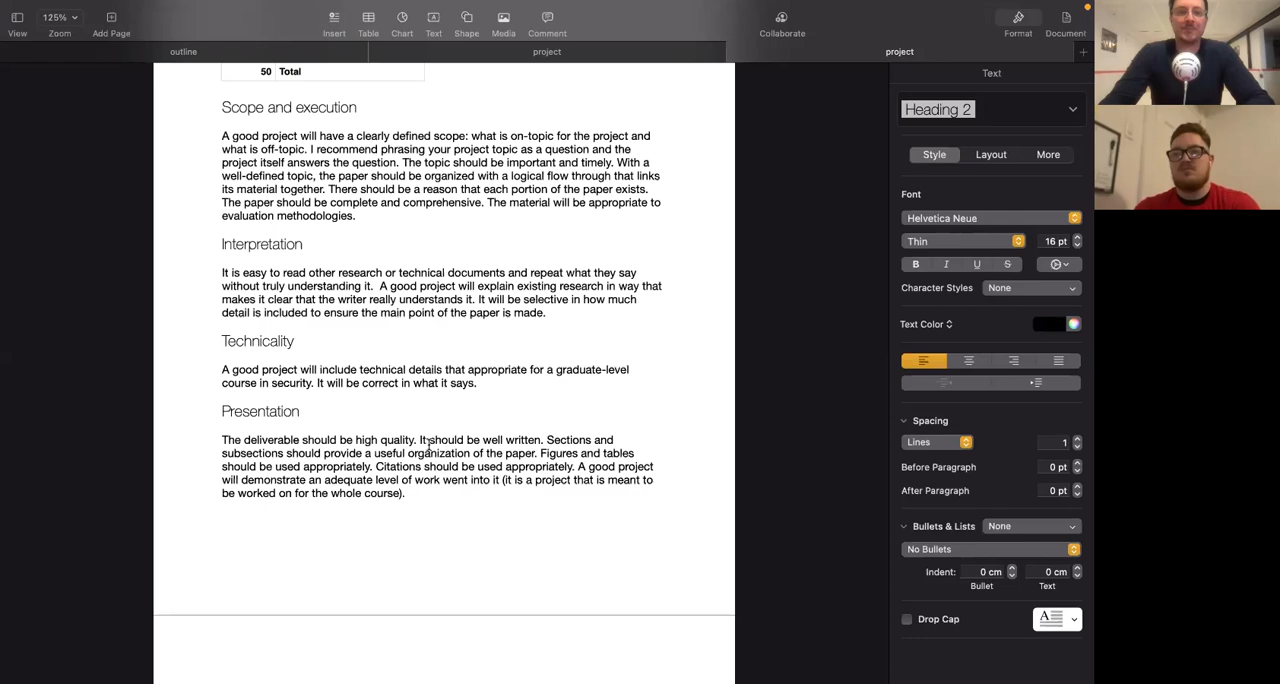 125%
View
Zoom
Add Page
Insert
Table
Chart
Text
Shape
Media
Comment
Collaborate
Format
Document
outline
project
project
50 Total
Scope and execution
A good project will have a clearly defined scope: what is on-topic for the project and
what is off-topic. I recommend phrasing your project topic as a question and the
project itself answers the question. The topic should be important and timely. With a
well-defined topic, the paper should be organized with a logical flow through that links
its material together. There should be a reason that each portion of the paper exists.
The paper should be complete and comprehensive. The material will be appropriate to
evaluation methodologies.
Interpretation
It is easy to read other research or technical documents and repeat what they say
without truly understanding it. A good project will explain existing research in way that
makes it clear that the writer really understands it. It will be selective in how much
detail is included to ensure the main point of the paper is made.
Technicality
A good project will include technical details that appropriate for a graduate-level
course in security. It will be correct in what it says.
Presentation
The deliverable should be high quality. It should be well written. Sections and
subsections should provide a useful organization of the paper. Figures and tables
should be used appropriately. Citations should be used appropriately. A good project
will demonstrate an adequate level of work went into it (it is a project that is meant to
be worked on for the whole course).
Text
Heading 2
Style
Layout
More
Font
Helvetica Neue
Thin
16 pt
B I U S
Character Styles
None
Text Color
Spacing
Lines
1
Before Paragraph
0 pt
After Paragraph
0 pt
Bullets & Lists
None
No Bullets
Indent:
0 cm
0 cm
Bullet
Text
Drop Cap
A